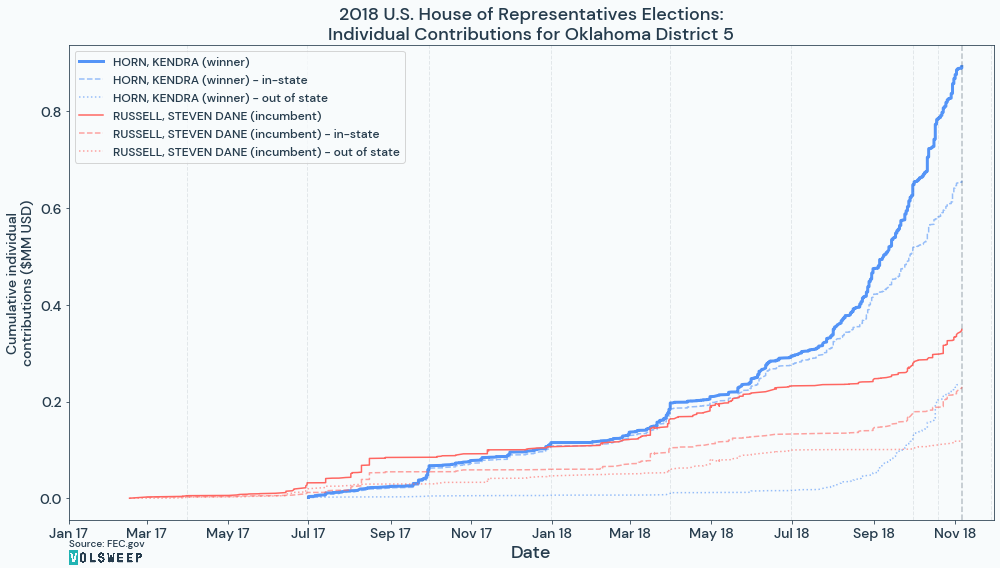 2018 U.S. House of Representatives Elections:
Individual Contributions for Oklahoma District 5
HORN, KENDRA (winner)
HORN, KENDRA (winner) - in-state
HORN, KENDRA (winner) - out of state
RUSSELL, STEVEN DANE (incumbent)
RUSSELL, STEVEN DANE (incumbent) - in-state
RUSSELL, STEVEN DANE (incumbent) - out of state
Cumulative individual
contributions ($MM USD)
0.8
0.6
0.4
0.2
0.0
Jan 17 Mar 17 May 17 Jul 17 Sep 17 Nov 17 Jan 18 Mar 18 May 18 Jul 18 Sep 18 Nov 18
Date
Source: FEC.gov
VOLSWEEP